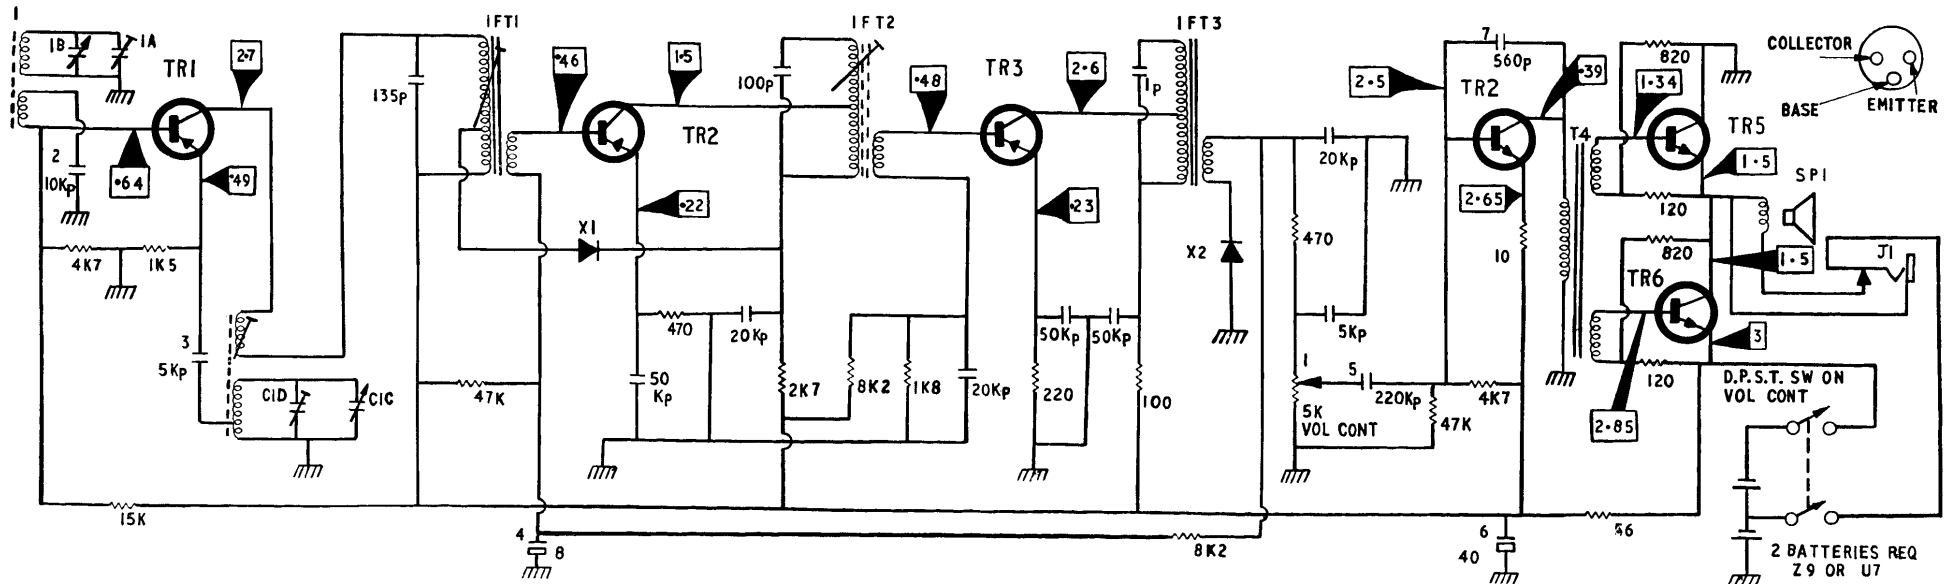 1
1B
1A
TR1
2·7
2
10Kp
·64
·49
4K7
1K5
3
5Kp
C1D
C1C
15K
135p
1FT1
·46
1·5
TR2
·22
X1
470
20Kp
50
Kp
47K
4
8
100p
1FT2
·48
TR3
2·6
·23
2K7
8K2
1K8
20Kp
50Kp
50Kp
220
100
1FT3
1p
X2
20Kp
470
5Kp
1
5K
VOL CONT
5
220Kp
47K
4K7
8K2
2·5
7
560p
TR2
·39
2·65
10
6
40
56
T4
820
1·34
TR5
1·5
120
820
TR6
1·5
3
120
2·85
SP1
J1
COLLECTOR
BASE
EMITTER
D.P.S.T. SW ON
VOL CONT
2 BATTERIES REQ
Z9 OR U7